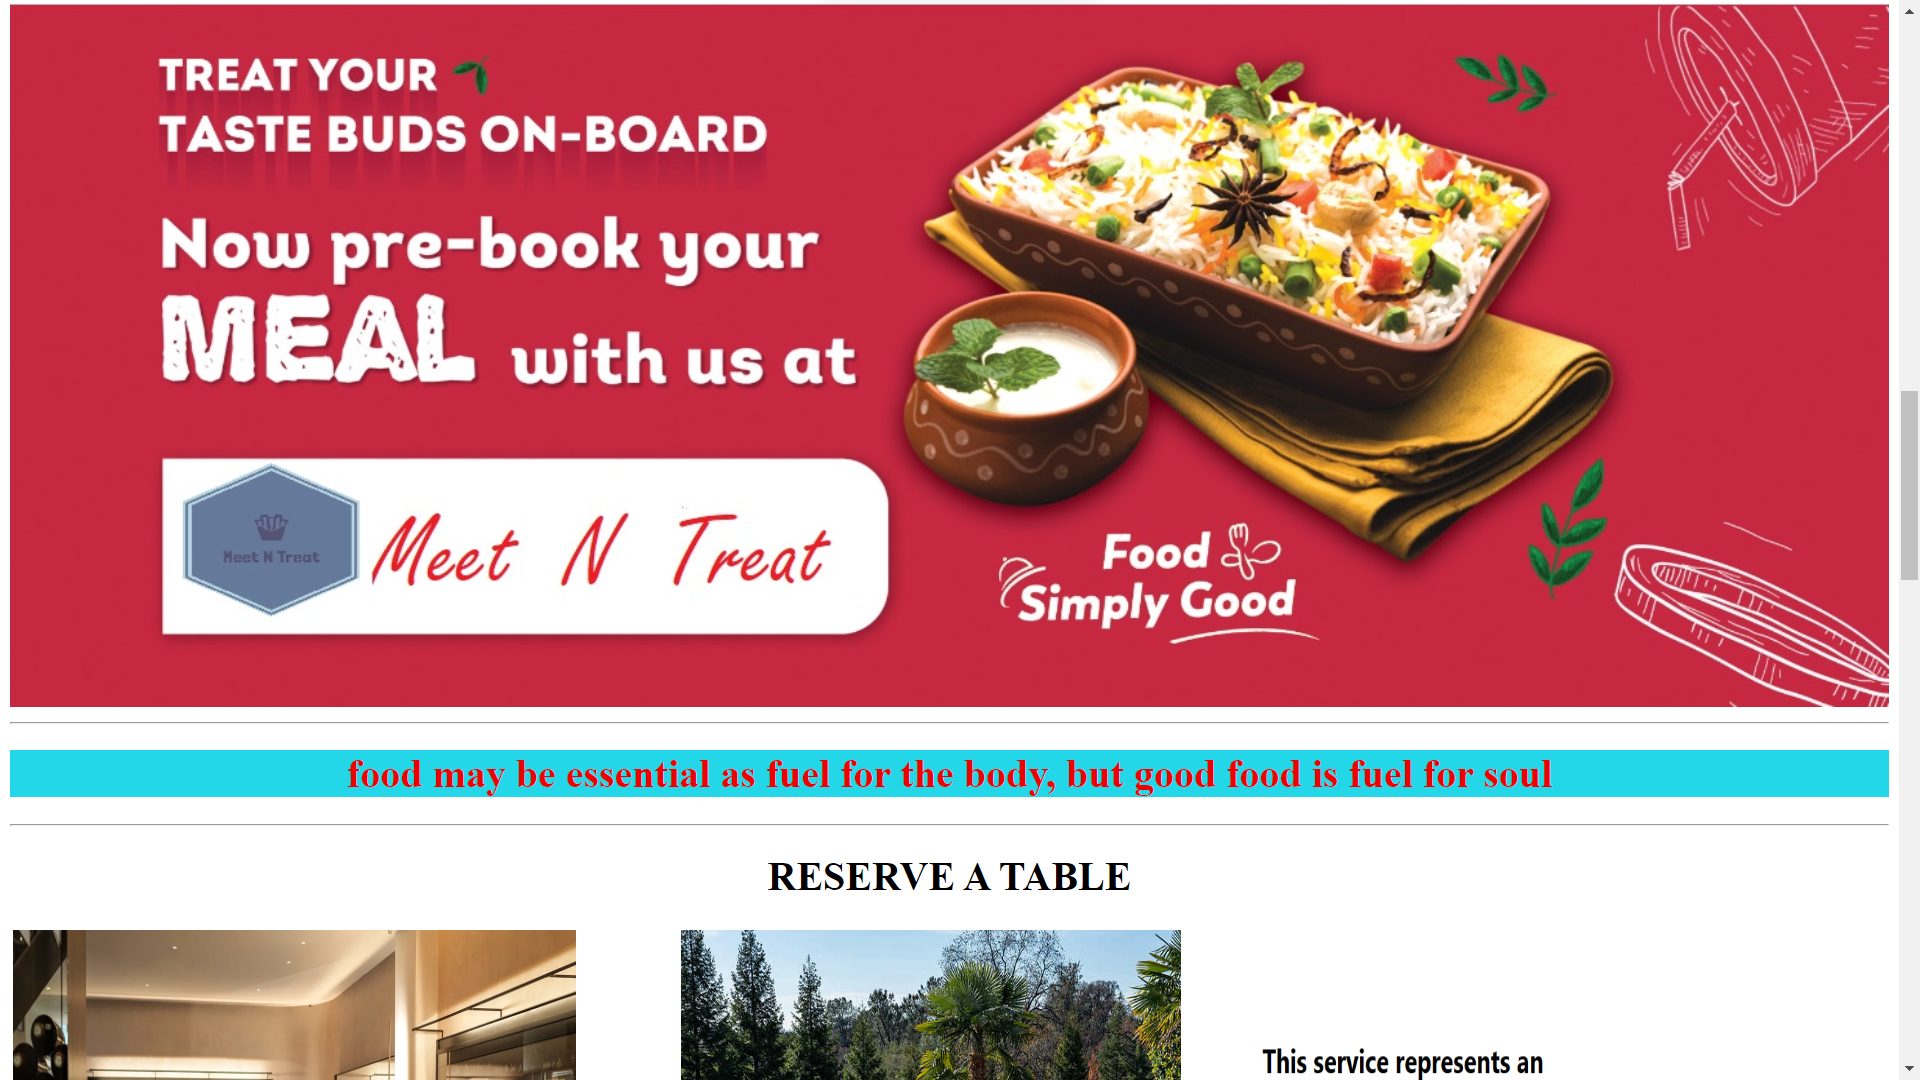 TREAT YOUR
TASTE BUDS ON-BOARD
Now pre-book your
MEAL with us at
Meet N Treat
Meet N Treat
Food
Simply Good
food may be essential as fuel for the body, but good food is fuel for soul
RESERVE A TABLE
This service represents an